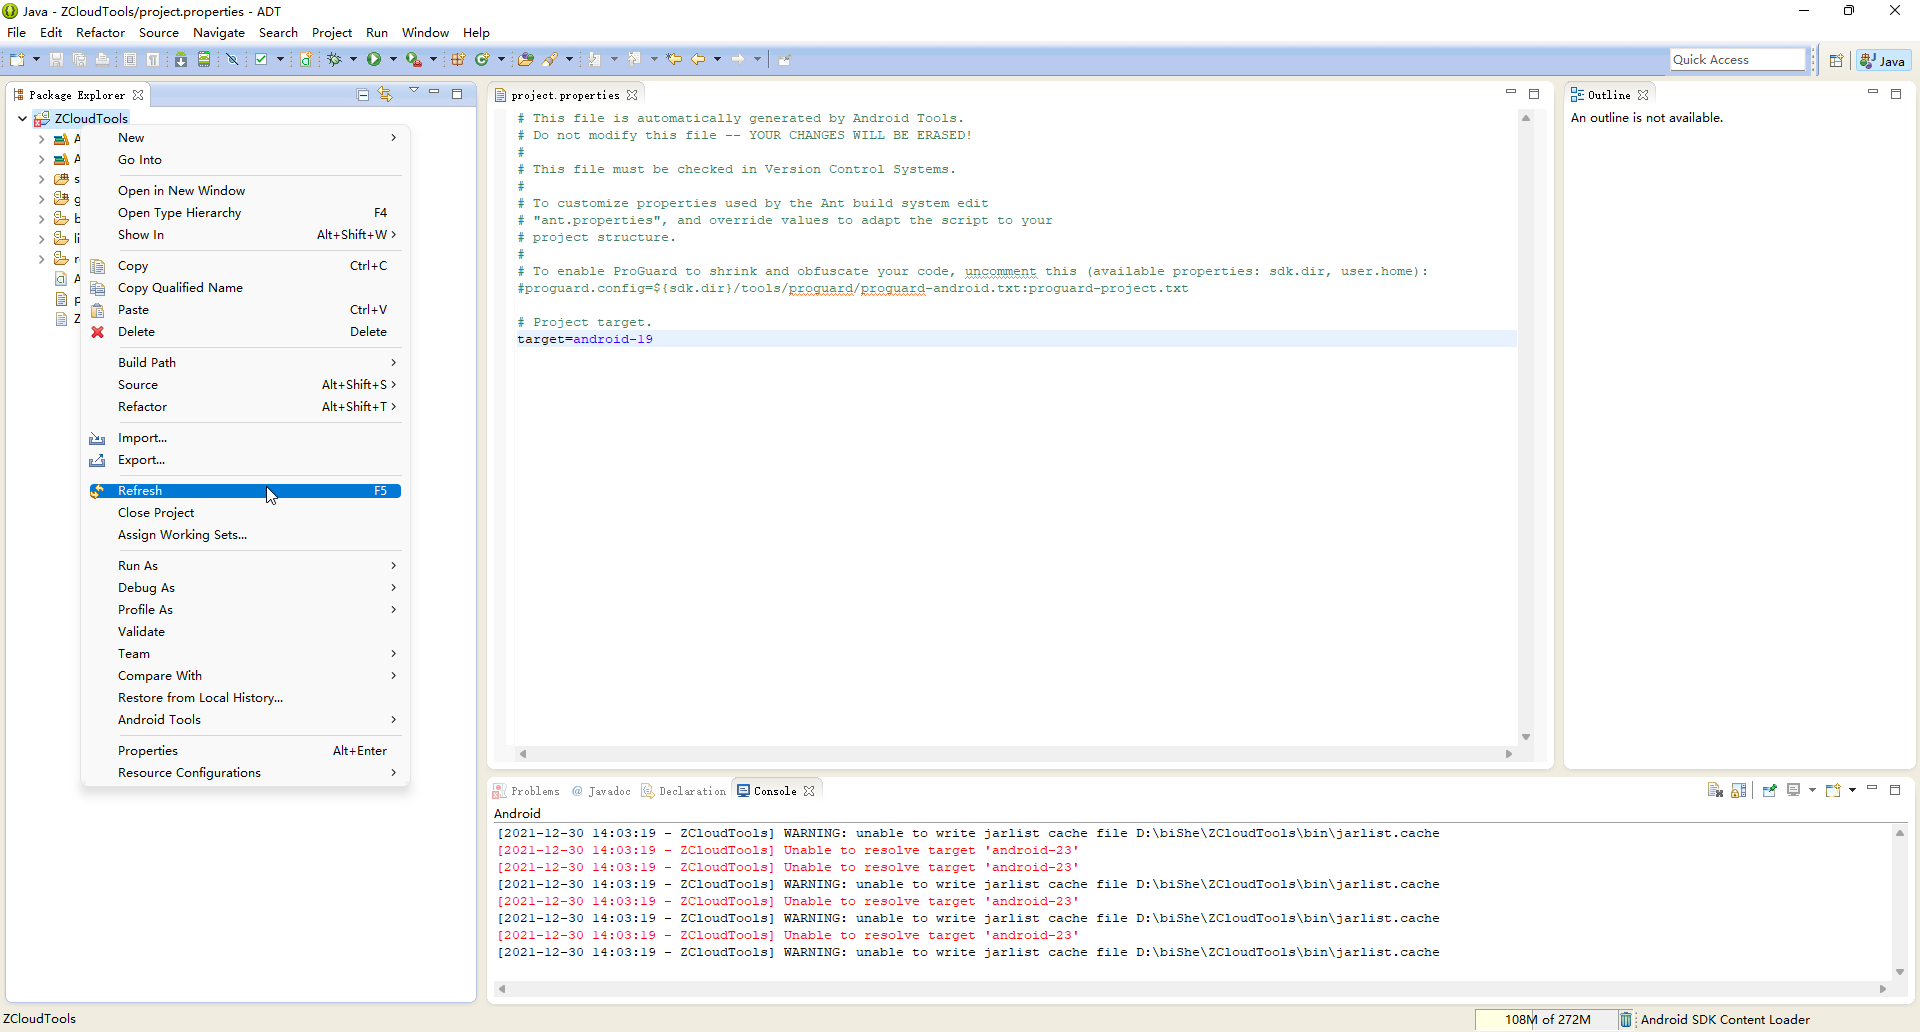 Java - ZCloudTools/project.properties - ADT
File Edit Refactor Source Navigate Search Project Run Window Help
Quick Access
Java
Package Explorer
ZCloudTools
A
A
s
g
b
li
r
A
p
Z
New
Go Into
Open in New Window
Open Type Hierarchy F4
Show In Alt+Shift+W
Copy Ctrl+C
Copy Qualified Name
Paste Ctrl+V
Delete Delete
Build Path
Source Alt+Shift+S
Refactor Alt+Shift+T
Import...
Export...
Refresh F5
Close Project
Assign Working Sets...
Run As
Debug As
Profile As
Validate
Team
Compare With
Restore from Local History...
Android Tools
Properties Alt+Enter
Resource Configurations
project.properties
# This file is automatically generated by Android Tools.
# Do not modify this file -- YOUR CHANGES WILL BE ERASED!
#
# This file must be checked in Version Control Systems.
#
# To customize properties used by the Ant build system edit
# "ant.properties", and override values to adapt the script to your
# project structure.
#
# To enable ProGuard to shrink and obfuscate your code, uncomment this (available properties: sdk.dir, user.home):
#proguard.config=${sdk.dir}/tools/proguard/proguard-android.txt:proguard-project.txt
# Project target.
target=android-19
Outline
An outline is not available.
Problems @ Javadoc Declaration Console
Android
[2021-12-30 14:03:19 - ZCloudTools] WARNING: unable to write jarlist cache file D:\biShe\ZCloudTools\bin\jarlist.cache
[2021-12-30 14:03:19 - ZCloudTools] Unable to resolve target 'android-23'
[2021-12-30 14:03:19 - ZCloudTools] Unable to resolve target 'android-23'
[2021-12-30 14:03:19 - ZCloudTools] WARNING: unable to write jarlist cache file D:\biShe\ZCloudTools\bin\jarlist.cache
[2021-12-30 14:03:19 - ZCloudTools] Unable to resolve target 'android-23'
[2021-12-30 14:03:19 - ZCloudTools] WARNING: unable to write jarlist cache file D:\biShe\ZCloudTools\bin\jarlist.cache
[2021-12-30 14:03:19 - ZCloudTools] Unable to resolve target 'android-23'
[2021-12-30 14:03:19 - ZCloudTools] WARNING: unable to write jarlist cache file D:\biShe\ZCloudTools\bin\jarlist.cache
ZCloudTools
108M of 272M
Android SDK Content Loader